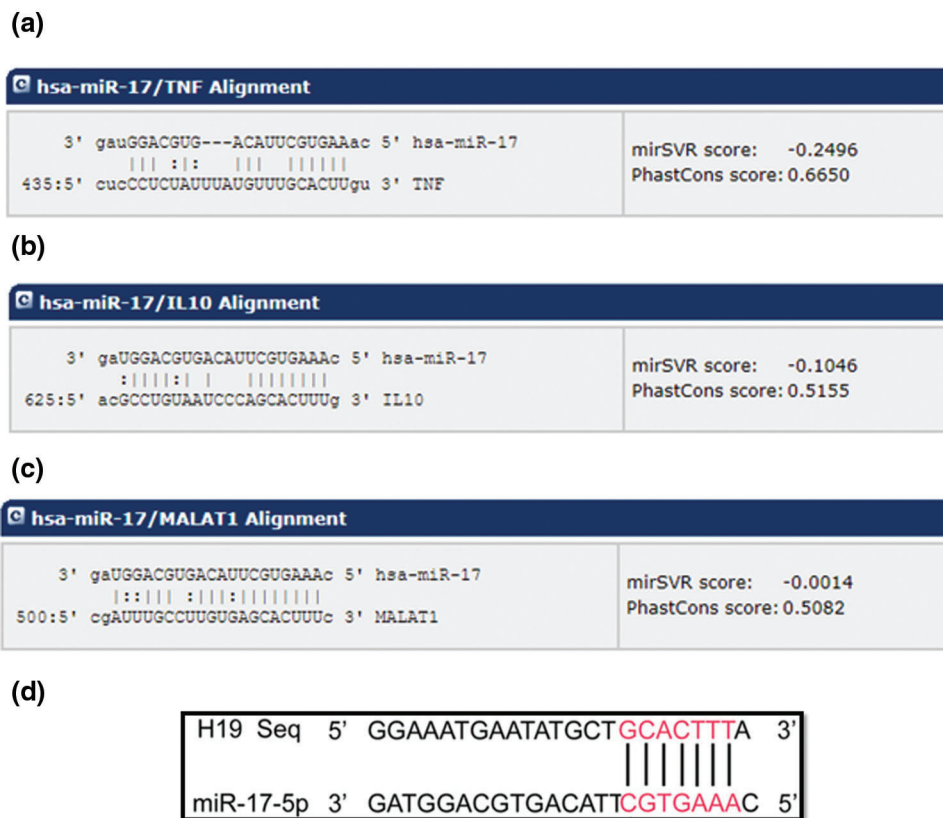 (a)
hsa-miR-17/TNF Alignment
3' gauGGACGUG---ACAUUCGUGAAac 5' hsa-miR-17
||| :|: ||| ||||||
435:5' cucCCUCUAUUUAUGUUUGCACUUgu 3' TNF
mirSVR score: -0.2496
PhastCons score: 0.6650
(b)
hsa-miR-17/IL10 Alignment
3' gaUGGACGUGACAUUCGUGAAAc 5' hsa-miR-17
:||||:| | ||||||||
625:5' acGCCUGUAAUCCCAGCACUUUg 3' IL10
mirSVR score: -0.1046
PhastCons score: 0.5155
(c)
hsa-miR-17/MALAT1 Alignment
3' gaUGGACGUGACAUUCGUGAAAc 5' hsa-miR-17
|::||| :|||:||||||||
500:5' cgAUUUGCCUUGUGAGCACUUUc 3' MALAT1
mirSVR score: -0.0014
PhastCons score: 0.5082
(d)
H19 Seq 5' GGAAATGAATATGCTGCACTTTA 3'
miR-17-5p 3' GATGGACGTGACATTCGTGAAAC 5'